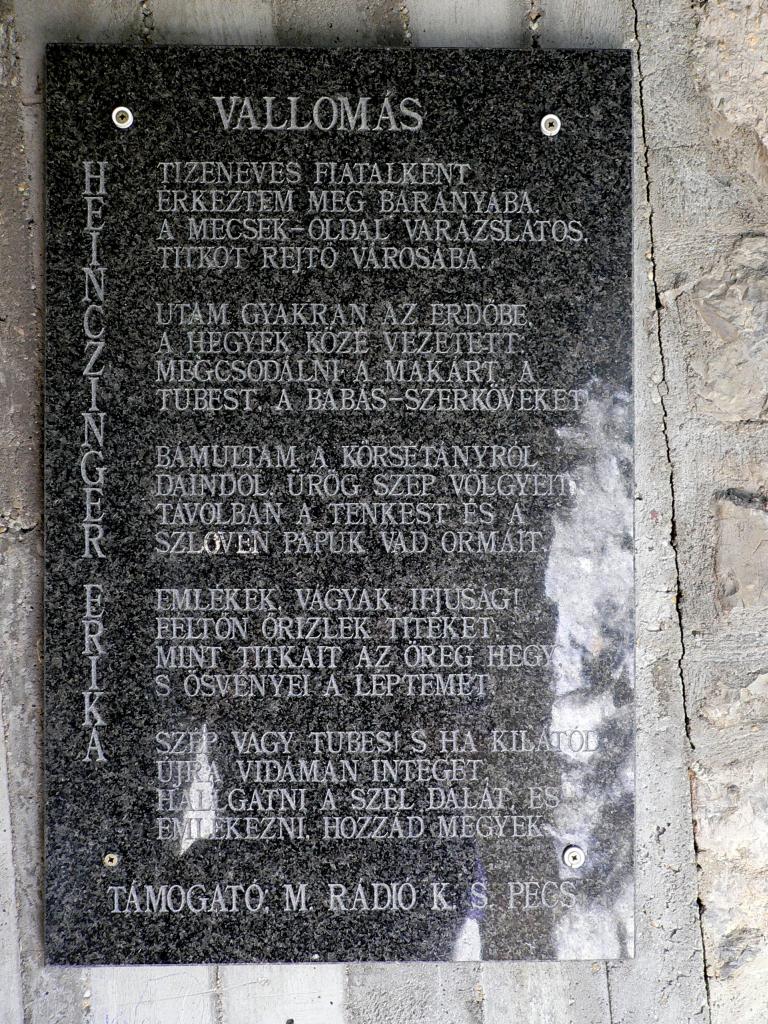 VALLOMÁS
HEINCZINGER ERIKA
TIZENÉVES FIATALKÉNT
ÉRKEZTEM MEG BARANYÁBA,
A MECSEK-OLDAL VARÁZSLATOS,
TITKOT REJTŐ VÁROSÁBA.
UTAM GYAKRAN AZ ERDŐBE,
A HEGYEK KÖZÉ VEZETETT,
MEGCSODÁLNI A MAKÁRT, A
TUBEST, A BABÁS-SZERKÖVEKET
BÁMULTAM A KÖRSÉTÁNYRÓL
DAINDOL, ÜRÖG SZÉP VÖLGYEIT,
TÁVOLBAN A TENKEST ÉS A
SZLOVÉN PAPUK VAD ORMAIT.
EMLÉKEK, VÁGYAK, IFJUSÁG!
FÉLTŐN ŐRIZLEK TITEKET,
MINT TITKAIT AZ ÖREG HEGY
S ÖSVÉNYEI A LÉPTEMET.
SZÉP VAGY TUBES! S HA KILÁTÓD
ÚJRA VIDÁMAN INTEGET,
HALLGATNI A SZÉL DALÁT, ÉS
EMLÉKEZNI, HOZZÁD MEGYEK
TÁMOGATÓ: M. RÁDIÓ K. S. PÉCS